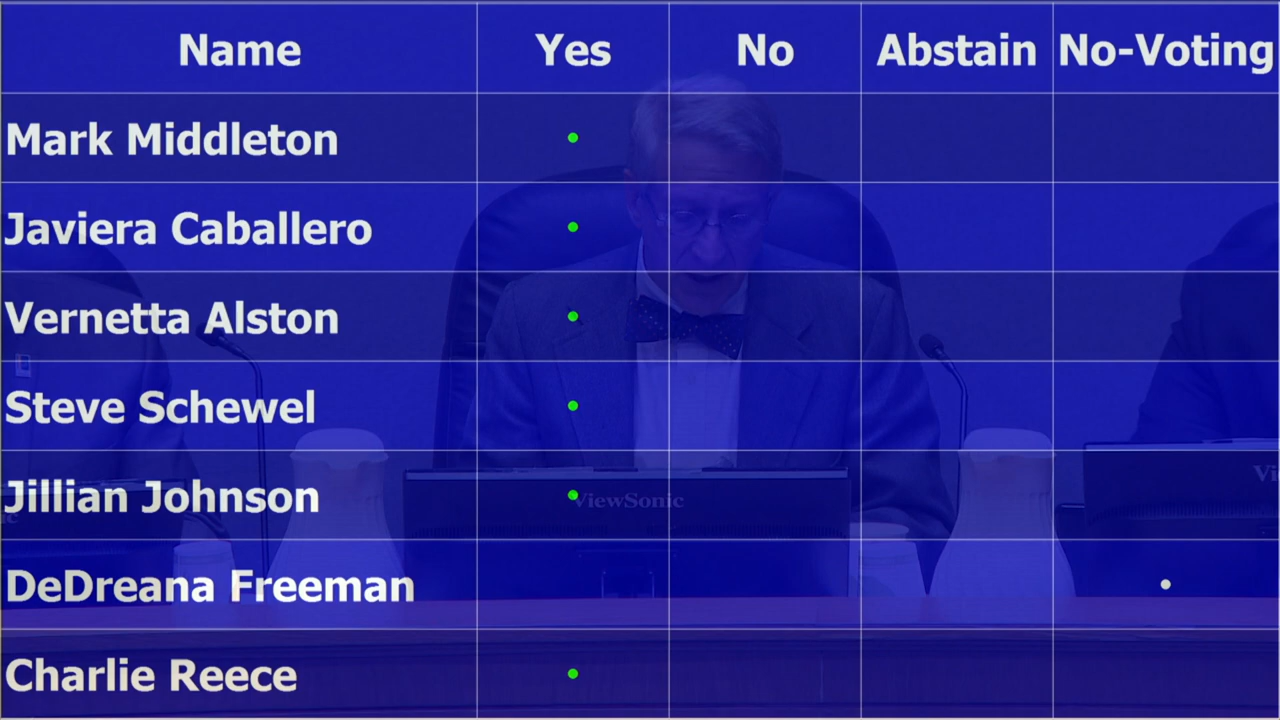 Name Yes No Abstain No-Voting
Mark Middleton
Javiera Caballero
Vernetta Alston
Steve Schewel
Jillian Johnson
ViewSonic
DeDreana Freeman
Charlie Reece